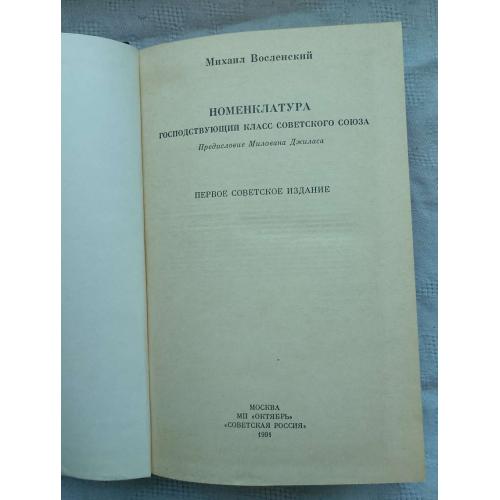 Михаил Восленский
НОМЕНКЛАТУРА
ГОСПОДСТВУЮЩИЙ КЛАСС СОВЕТСКОГО СОЮЗА
Предисловие Милована Джиласа
ПЕРВОЕ СОВЕТСКОЕ ИЗДАНИЕ
МОСКВА
МП «ОКТЯБРЬ»
«СОВЕТСКАЯ РОССИЯ»
1991